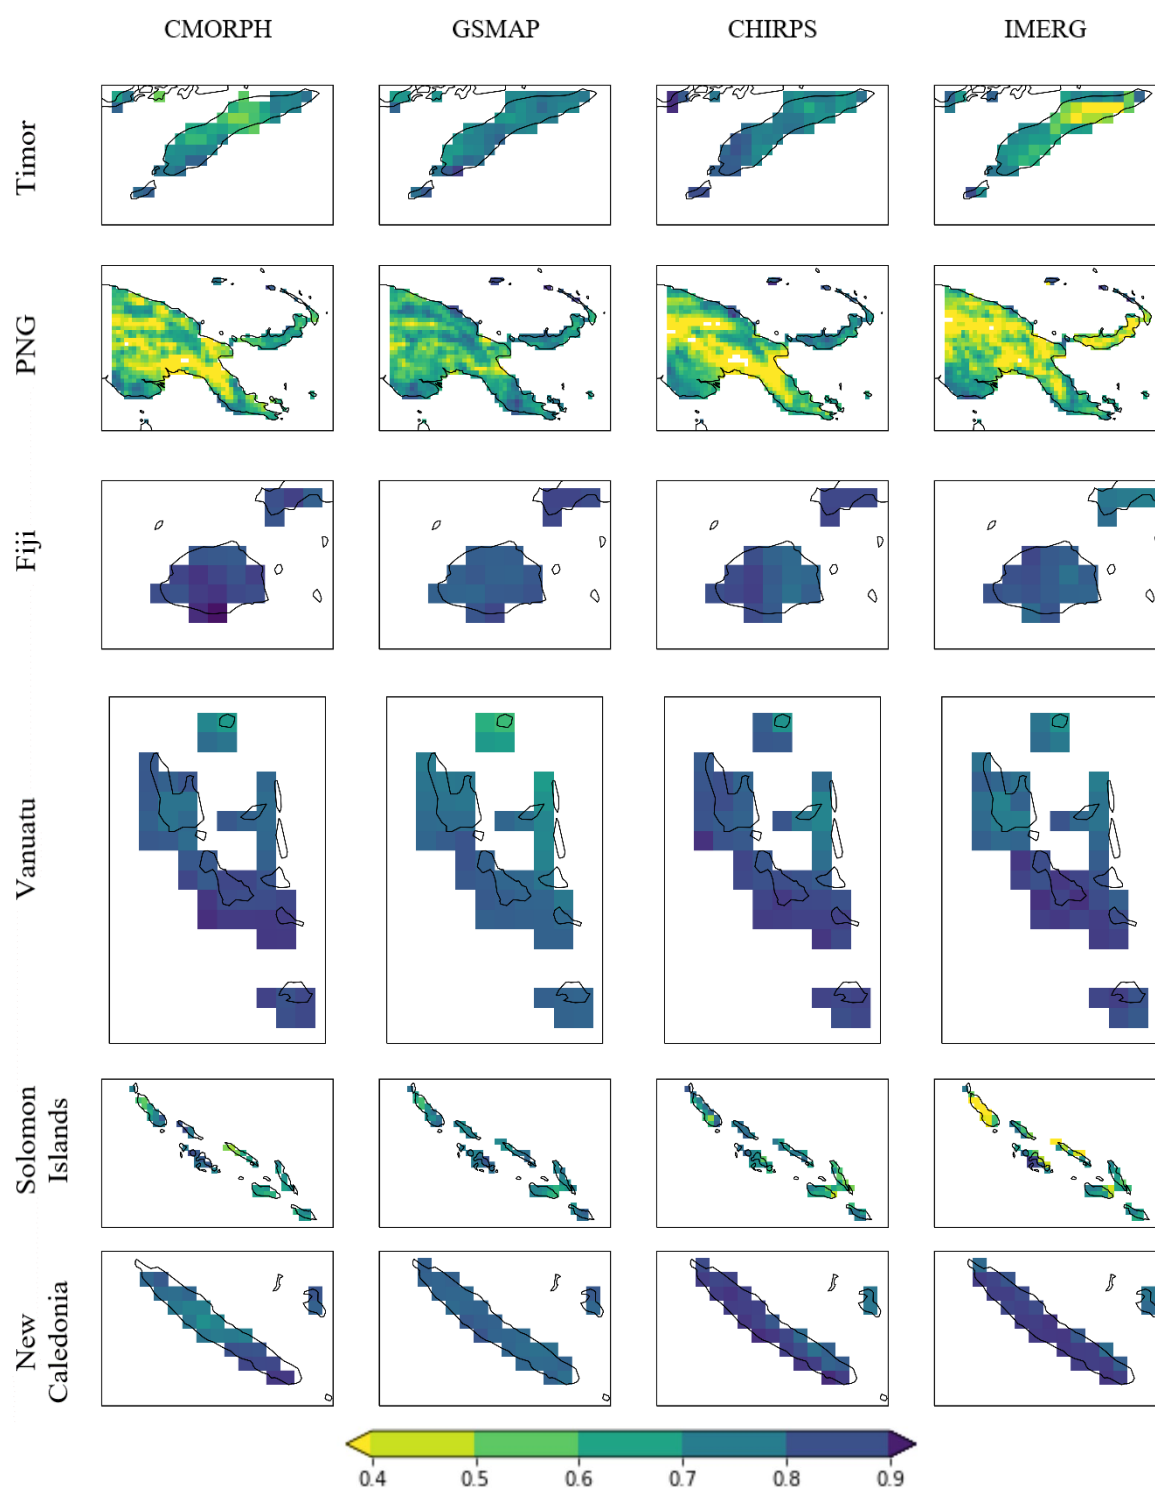 CMORPH GSMAP CHIRPS IMERG
Timor
PNG
Fiji
Vanuatu
Solomon
Islands
New
Caledonia
0.4 0.5 0.6 0.7 0.8 0.9